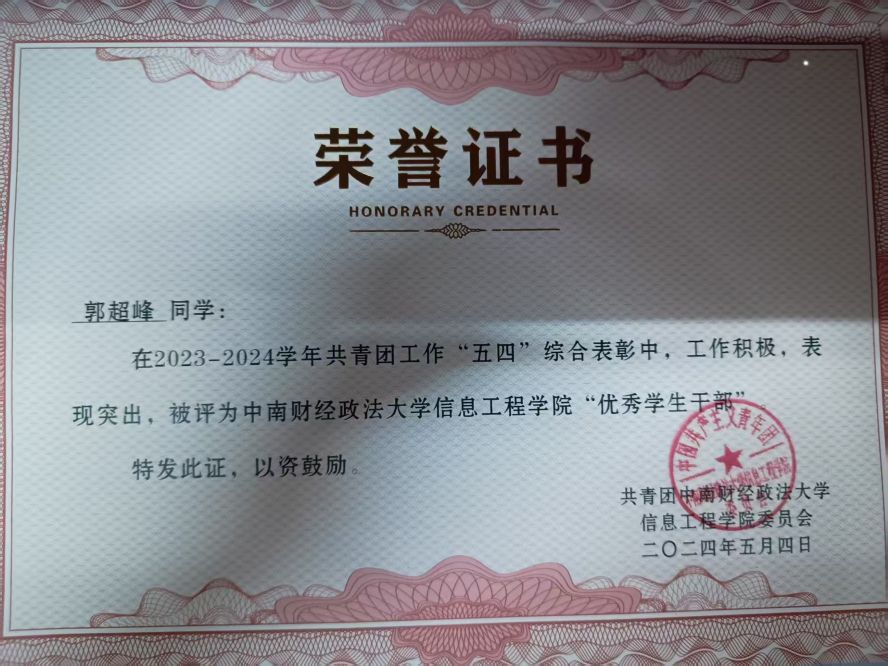 荣誉证书
HONORARY CREDENTIAL
郭超峰 同学：
在2023-2024学年共青团工作“五四”综合表彰中，工作积极，表
现突出，被评为中南财经政法大学信息工程学院“优秀学生干部”。
特发此证，以资鼓励。
中国共产主义青年团
共青团中南财经政法大学
信息工程学院委员会
二〇二四年五月四日